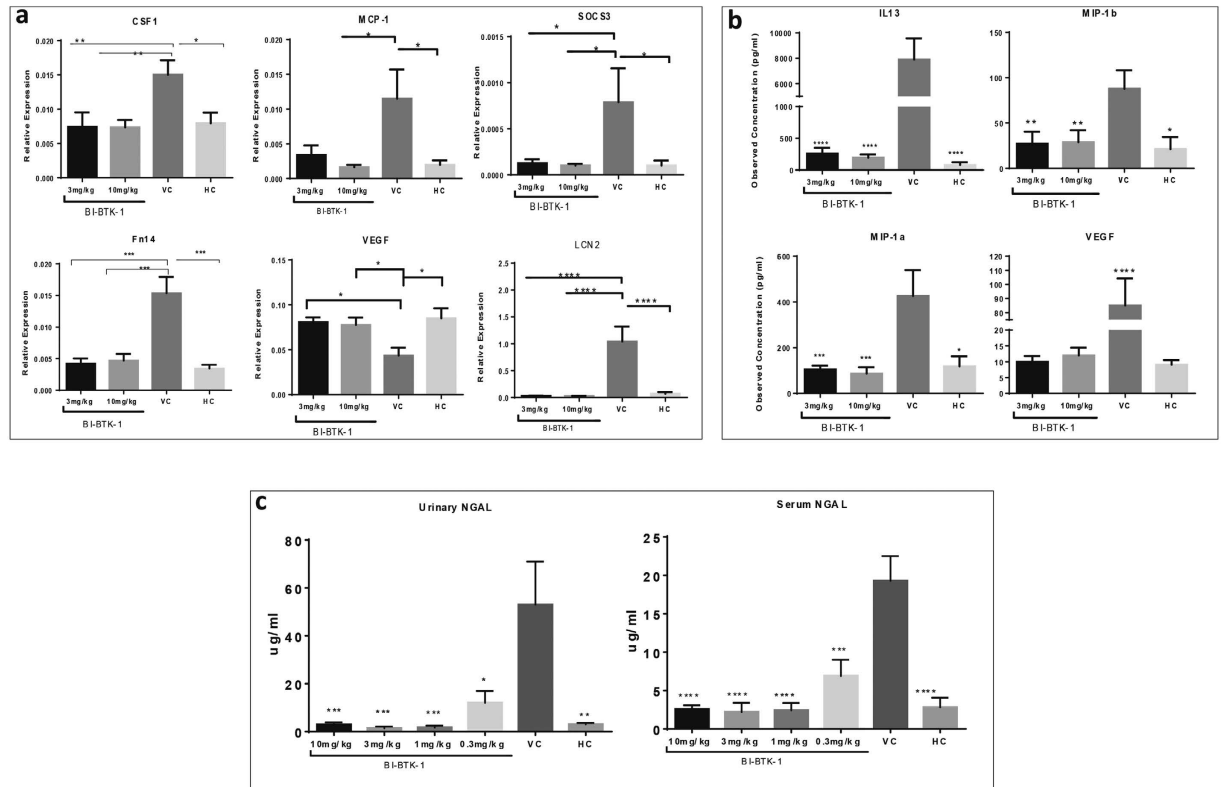 a
CSF1
Relative Expression
0.020
0.015
0.010
0.005
0.000
** *
**
3mg/kg 10mg/kg VC HC
BI-BTK-1
MCP-1
Relative Expression
0.020
0.015
0.010
0.005
0.000
*
*
3mg/kg 10mg/kg VC HC
BI-BTK-1
SOCS3
Relative Expression
0.0015
0.0010
0.0005
0.0000
*
* *
3mg/kg 10mg/kg VC HC
BI-BTK-1
Fn14
Relative Expression
0.020
0.015
0.010
0.005
0.000
*** ***
***
3mg/kg 10mg/kg VC HC
BI-BTK-1
VEGF
Relative Expression
0.15
0.10
0.05
0.00
* *
*
3mg/kg 10mg/kg VC HC
BI-BTK-1
LCN2
Relative Expression
2.5
2.0
1.5
1.0
0.5
0.0
****
**** ****
3mg/kg 10mg/kg VC HC
BI-BTK-1
b
IL13
Observed Concentration (pg/ml)
10000
8000
6000
4000
1000
500
250
0
**** **** ****
3mg/kg 10mg/kg VC HC
BI-BTK-1
MIP-1b
150
100
50
0
** ** *
3mg/kg 10mg/kg VC HC
BI-BTK-1
MIP-1a
Observed Concentration (pg/ml)
600
400
200
0
*** *** *
3mg/kg 10mg/kg VC HC
BI-BTK-1
VEGF
120
110
100
90
80
70
20
15
10
5
0
****
3mg/kg 10mg/kg VC HC
BI-BTK-1
c
Urinary NGAL
ug/ml
80
60
40
20
0
*** *** *** * **
10mg/kg 3mg/kg 1mg/kg 0.3mg/kg VC HC
BI-BTK-1
Serum NGAL
ug/ml
25
20
15
10
5
0
**** **** **** *** ****
10mg/kg 3mg/kg 1mg/kg 0.3mg/kg VC HC
BI-BTK-1